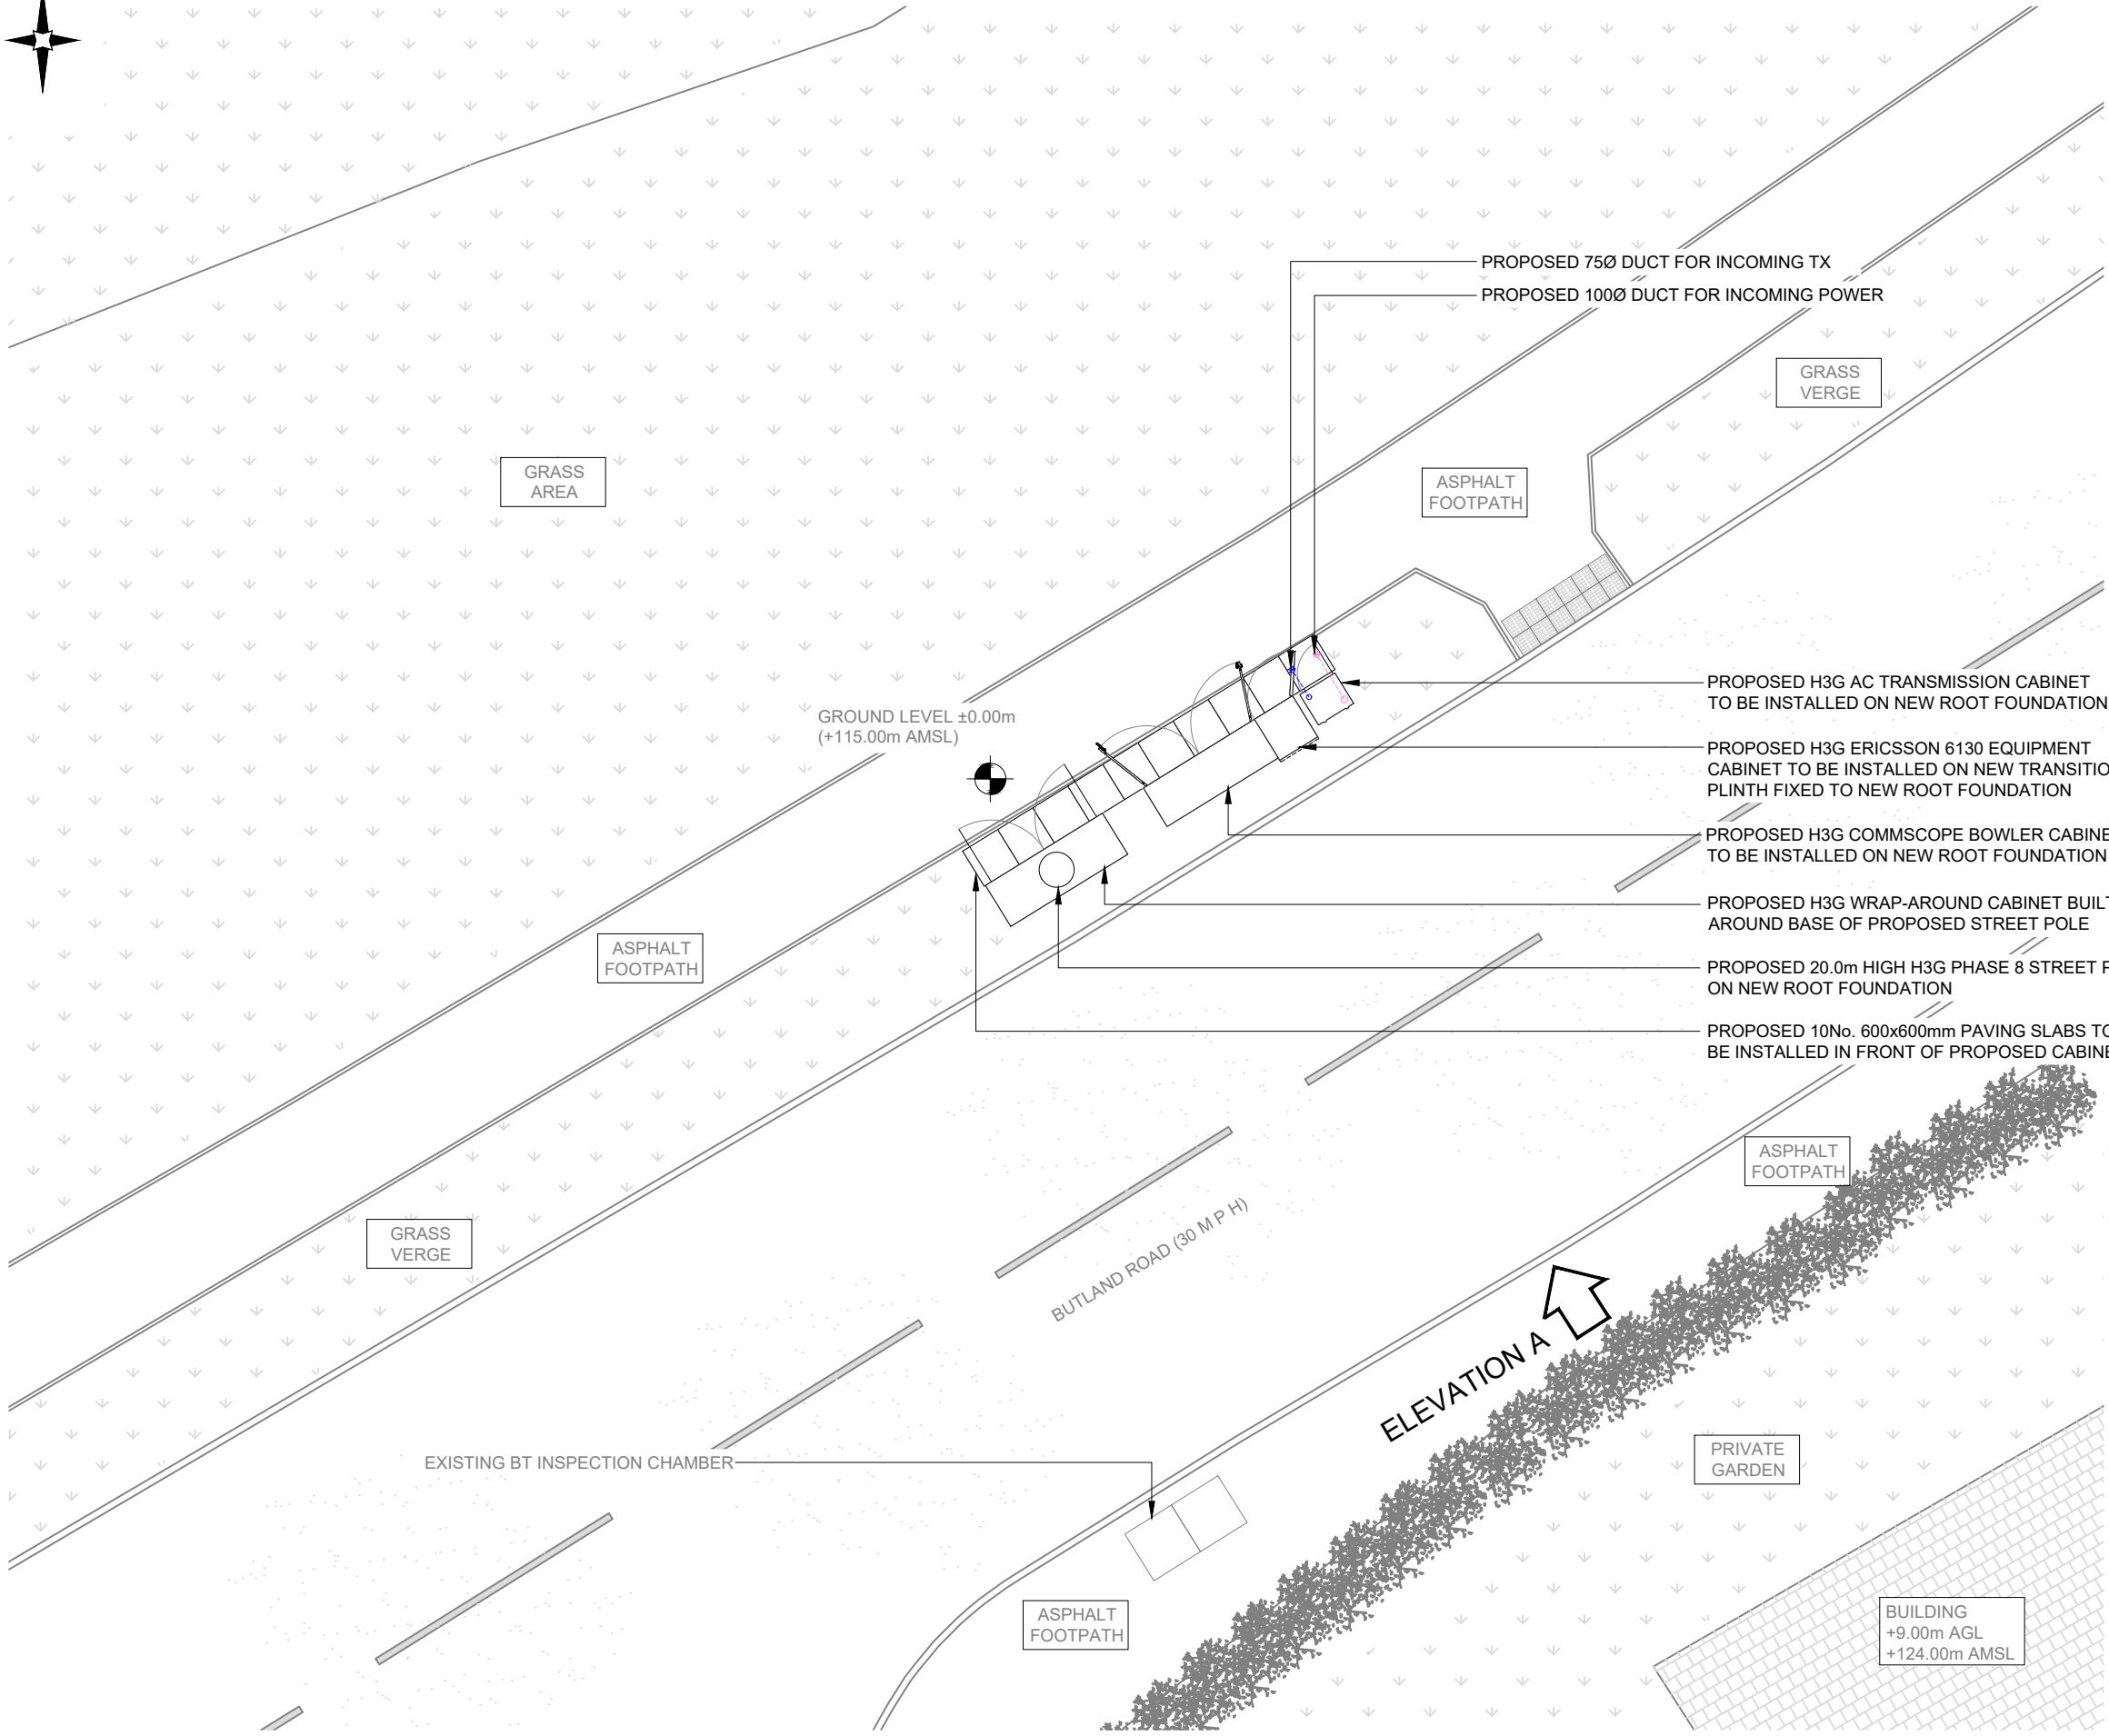 PROPOSED 75Ø DUCT FOR INCOMING TX
PROPOSED 100Ø DUCT FOR INCOMING POWER
GRASS
VERGE
GRASS
AREA
ASPHALT
FOOTPATH
PROPOSED H3G AC TRANSMISSION CABINET
TO BE INSTALLED ON NEW ROOT FOUNDATION
GROUND LEVEL ±0.00m
(+115.00m AMSL)
PROPOSED H3G ERICSSON 6130 EQUIPMENT
CABINET TO BE INSTALLED ON NEW TRANSITIO
PLINTH FIXED TO NEW ROOT FOUNDATION
PROPOSED H3G COMMSCOPE BOWLER CABINE
TO BE INSTALLED ON NEW ROOT FOUNDATION
PROPOSED H3G WRAP-AROUND CABINET BUILT
AROUND BASE OF PROPOSED STREET POLE
ASPHALT
FOOTPATH
PROPOSED 20.0m HIGH H3G PHASE 8 STREET P
ON NEW ROOT FOUNDATION
PROPOSED 10No. 600x600mm PAVING SLABS TO
BE INSTALLED IN FRONT OF PROPOSED CABINE
ASPHALT
FOOTPATH
GRASS
VERGE
BUTLAND ROAD (30 M P H)
ELEVATION A
EXISTING BT INSPECTION CHAMBER
PRIVATE
GARDEN
ASPHALT
FOOTPATH
BUILDING
+9.00m AGL
+124.00m AMSL